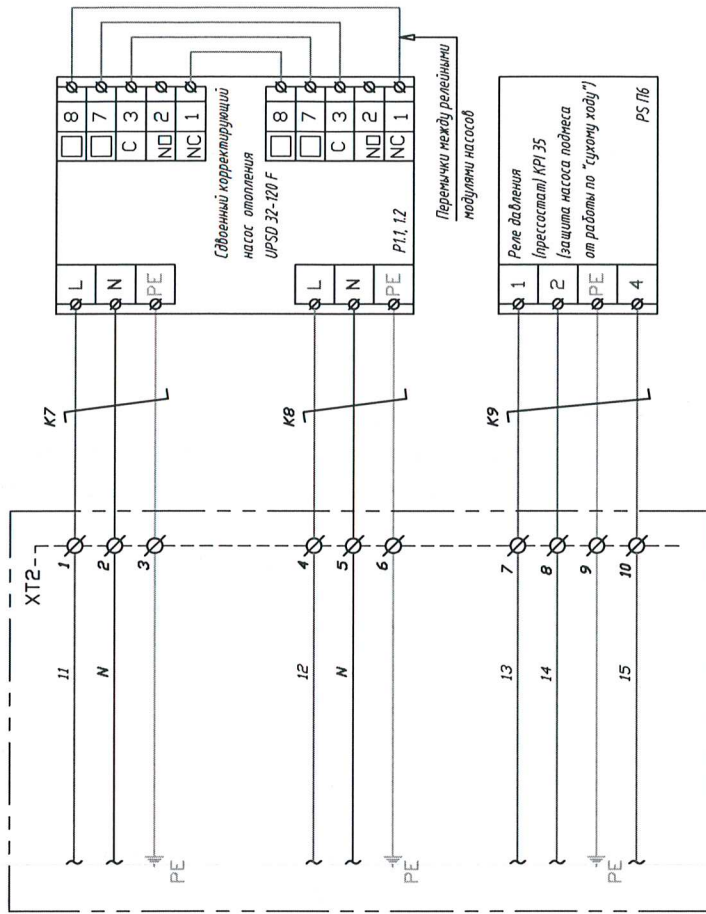 XT2
11
1
K7
L
N
2
N
PE
3
PE
Сдвоенный корректирующий
насос отопления
UPSD 32-120 F
8
7
C 3
NO 2
NC 1
12
4
K8
L
N
5
N
PE
6
PE
P1.1, 1.2
8
7
C 3
NO 2
NC 1
Перемычки между релейными
модулями насосов
13
7
K9
1
14
8
2
PE
9
PE
15
10
4
Реле давления
(прессостат) KPI 35
(защита насоса подмеса
от работы по "сухому ходу")
PS П6